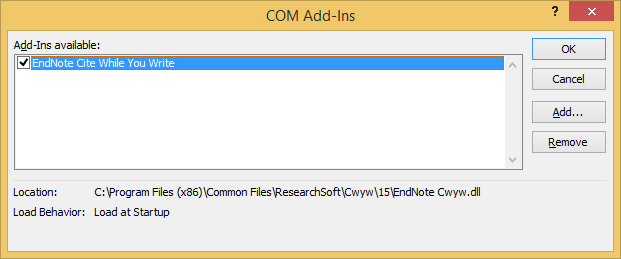 COM Add-Ins
?
Add-Ins available:
EndNote Cite While You Write
OK
Cancel
Add...
Remove
Location: C:\Program Files (x86)\Common Files\ResearchSoft\Cwyw\15\EndNote Cwyw.dll
Load Behavior: Load at Startup